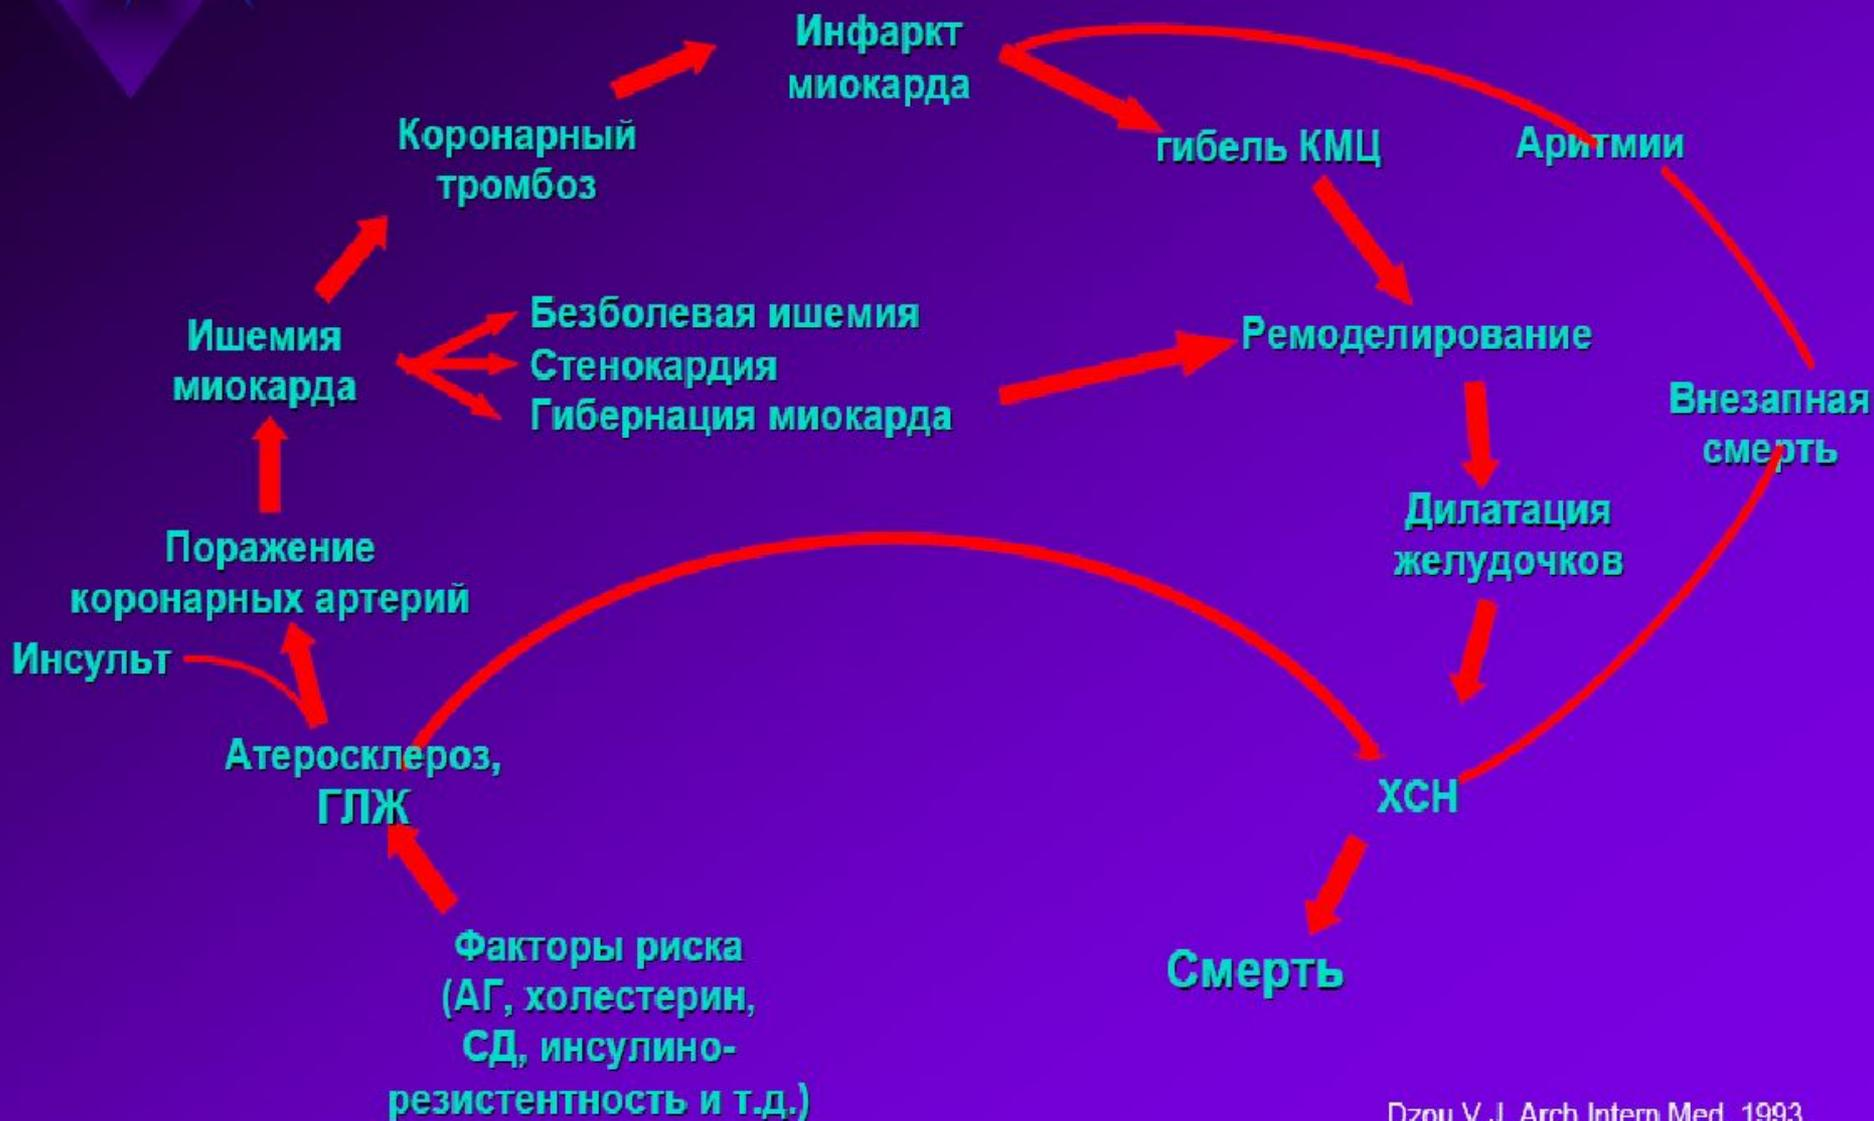 Инфаркт
миокарда
Коронарный
тромбоз
гибель КМЦ
Аритмии
Ишемия
миокарда
Безболевая ишемия
Стенокардия
Гибернация миокарда
Ремоделирование
Внезапная
смерть
Дилатация
желудочков
Поражение
коронарных артерий
Инсульт
Атеросклероз,
ГЛЖ
ХСН
Факторы риска
(АГ, холестерин,
СД, инсулино-
резистентность и т.д.)
Смерть
Dzou V.J. Arch Intern Med. 1993